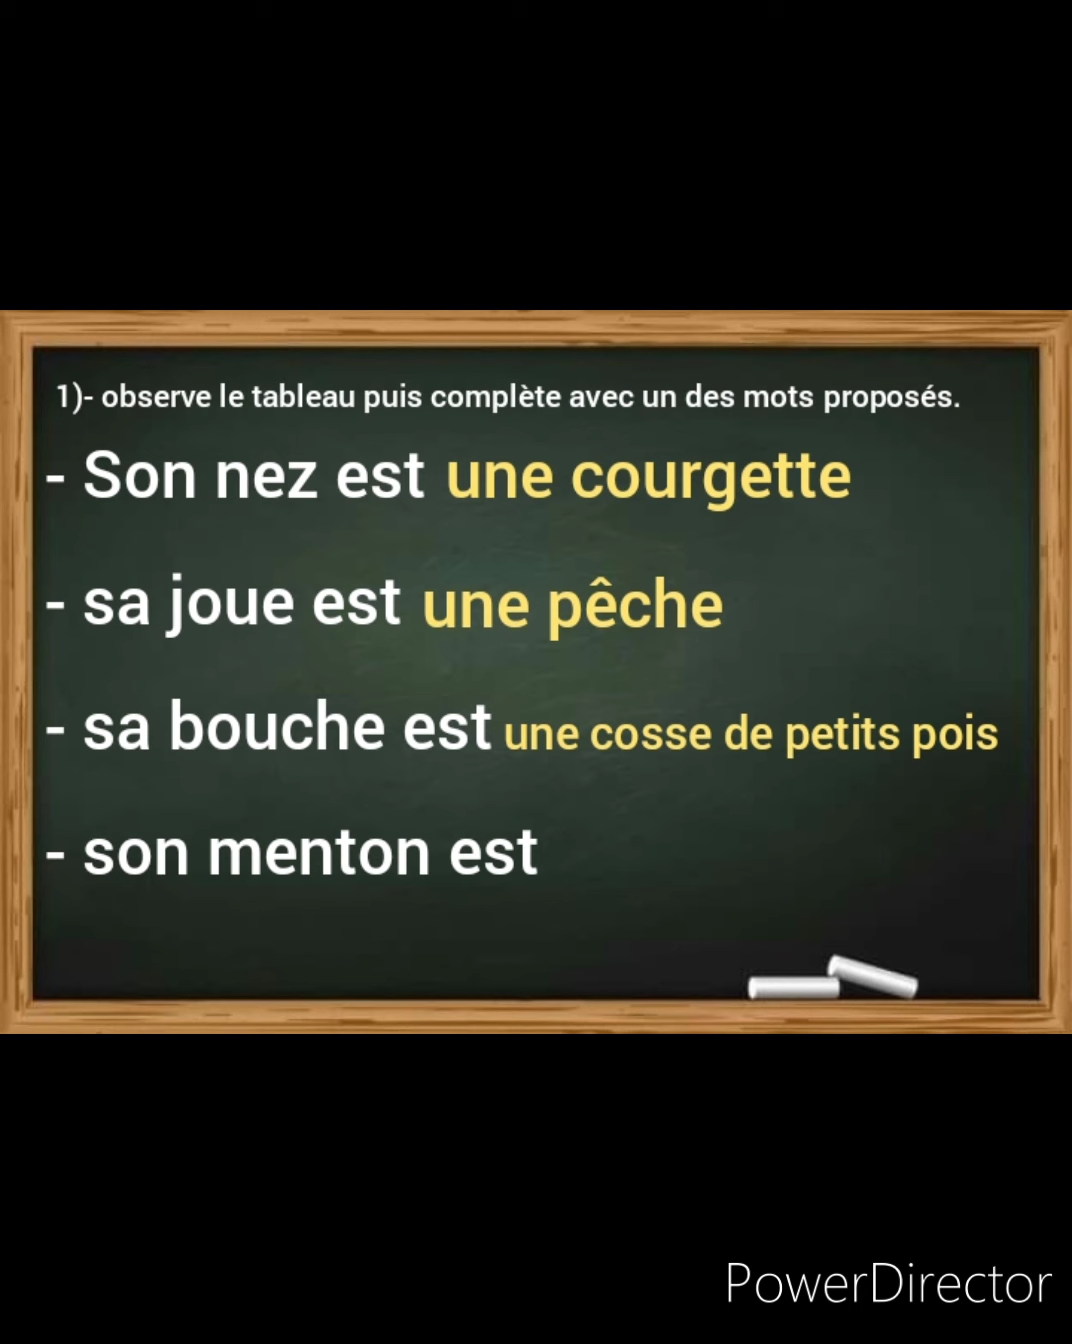 1)- observe le tableau puis complète avec un des mots proposés.
- Son nez est une courgette
- sa joue est une pêche
- sa bouche est une cosse de petits pois
- son menton est
PowerDirector